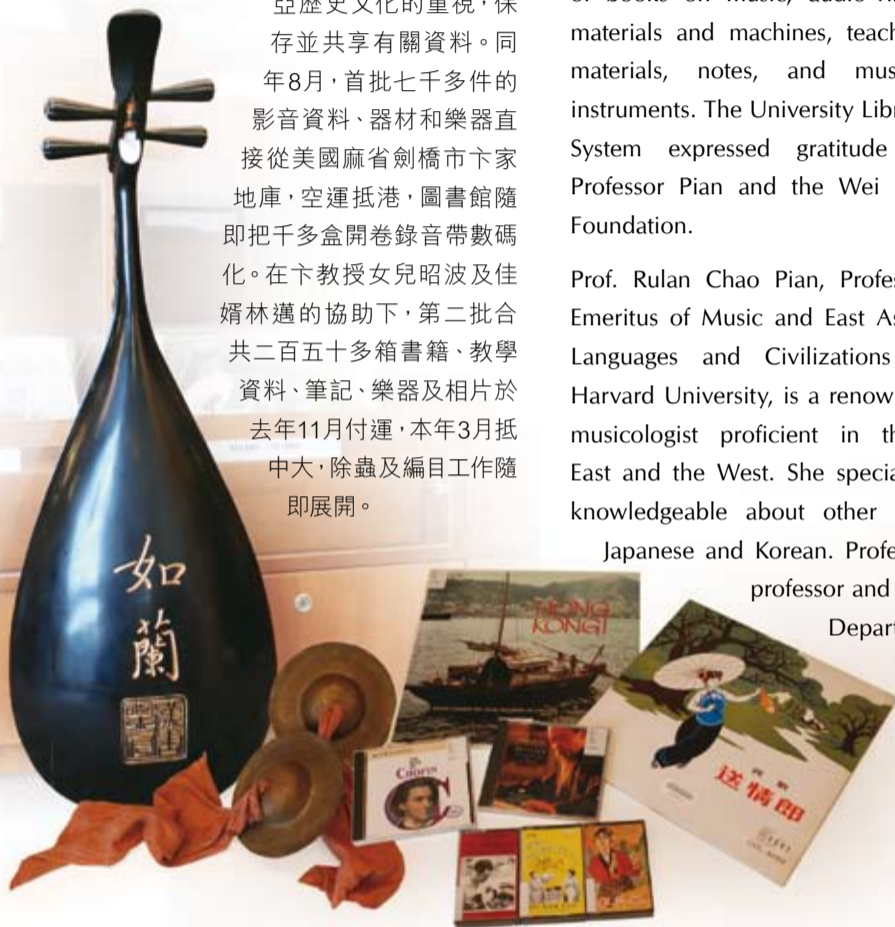 亞歷史文化的重視，保
存並共享有關資料。同
年8月，首批七千多件的
影音資料、器材和樂器直
接從美國麻省劍橋市卞家
地庫，空運抵港，圖書館隨
即把千多盒開卷錄音帶數碼
化。在卞教授女兒昭波及佳
婿林邁的協助下，第二批合
共二百五十多箱書籍、教學
資料、筆記、樂器及相片於
去年11月付運，本年3月抵
中大，除蟲及編目工作隨
即展開。
materials and machines, teach
materials, notes, and mus
instruments. The University Libr
System expressed gratitude
Professor Pian and the Wei
Foundation.
Prof. Rulan Chao Pian, Profes
Emeritus of Music and East As
Languages and Civilizations
Harvard University, is a renow
musicologist proficient in th
East and the West. She specia
knowledgeable about other
Japanese and Korean. Profe
professor and
Depart
如
蘭
HONG
KONG!
CHOPIN
送情郎